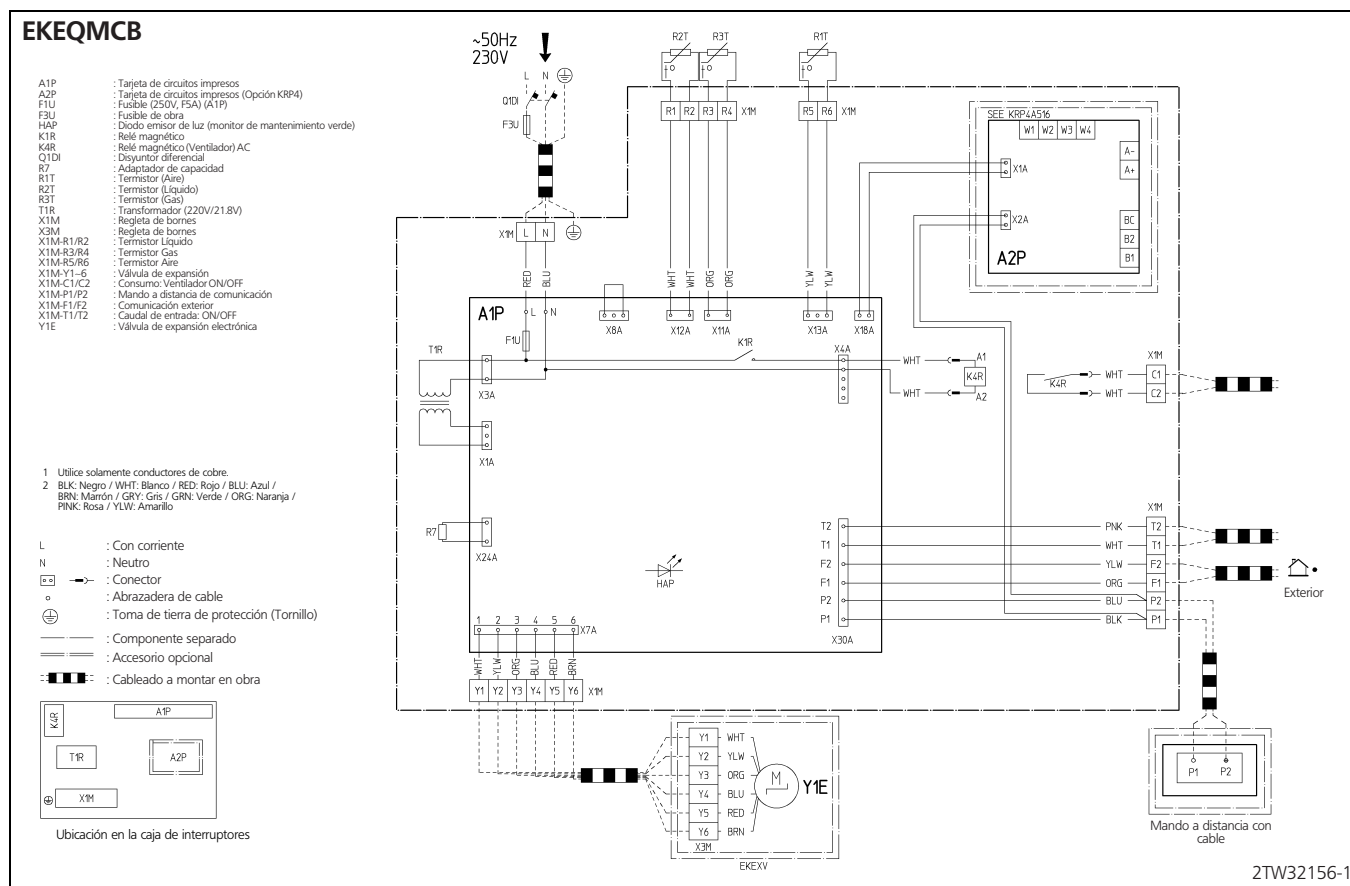 EKEQMCB
A1P : Tarjeta de circuitos impresos
A2P : Tarjeta de circuitos impresos (Opción KRP4)
F1U : Fusible (250V, F5A) (A1P)
F3U : Fusible de obra
HAP : Diodo emisor de luz (monitor de mantenimiento verde)
K1R : Relé magnético
K4R : Relé magnético (Ventilador) AC
Q1DI : Disyuntor diferencial
R7 : Adaptador de capacidad
R1T : Termistor (Aire)
R2T : Termistor (Líquido)
R3T : Termistor (Gas)
T1R : Transformador (220V/21.8V)
X1M : Regleta de bornes
X3M : Regleta de bornes
X1M-R1/R2 : Termistor Líquido
X1M-R3/R4 : Termistor Gas
X1M-R5/R6 : Termistor Aire
X1M-Y1~6 : Válvula de expansión
X1M-C1/C2 : Consumo: Ventilador ON/OFF
X1M-P1/P2 : Mando a distancia de comunicación
X1M-F1/F2 : Comunicación exterior
X1M-T1/T2 : Caudal de entrada: ON/OFF
Y1E : Válvula de expansión electrónica
1 Utilice solamente conductores de cobre.
2 BLK: Negro / WHT: Blanco / RED: Rojo / BLU: Azul /
BRN: Marrón / GRY: Gris / GRN: Verde / ORG: Naranja /
PINK: Rosa / YLW: Amarillo
L : Con corriente
N : Neutro
: Conector
: Abrazadera de cable
: Toma de tierra de protección (Tornillo)
: Componente separado
: Accesorio opcional
: Cableado a montar en obra
K4R
A1P
T1R
A2P
X1M
Ubicación en la caja de interruptores
~50Hz
230V
L N
Q1DI
F3U
X1M L N
RED BLU
R2T R3T R1T
R1 R2 R3 R4 X1M
R5 R6 X1M
WHT WHT ORG ORG
YLW YLW
SEE KRP4A516
W1 W2 W3 W4
X1A
X2A
A-
A+
BC
B2
B1
A2P
A1P
L N
F1U
X8A X12A X11A X13A X18A
T1R
X3A
X1A
K1R
X4A
WHT A1
K4R
WHT A2
X1M
K4R
WHT C1
WHT C2
R7
X24A
HAP
X1M
T2 PNK T2
T1 WHT T1
F2 YLW F2
F1 ORG F1
P2 BLU P2
P1 BLK P1
X30A
Exterior
1 2 3 4 5 6 X7A
WHT YLW ORG BLU RED BRN
Y1 Y2 Y3 Y4 Y5 Y6 X1M
Y1 WHT
Y2 YLW
Y3 ORG
Y4 BLU
Y5 RED
Y6 BRN
X3M
M
Y1E
EKEXV
P1 P2
Mando a distancia con
cable
2TW32156-1